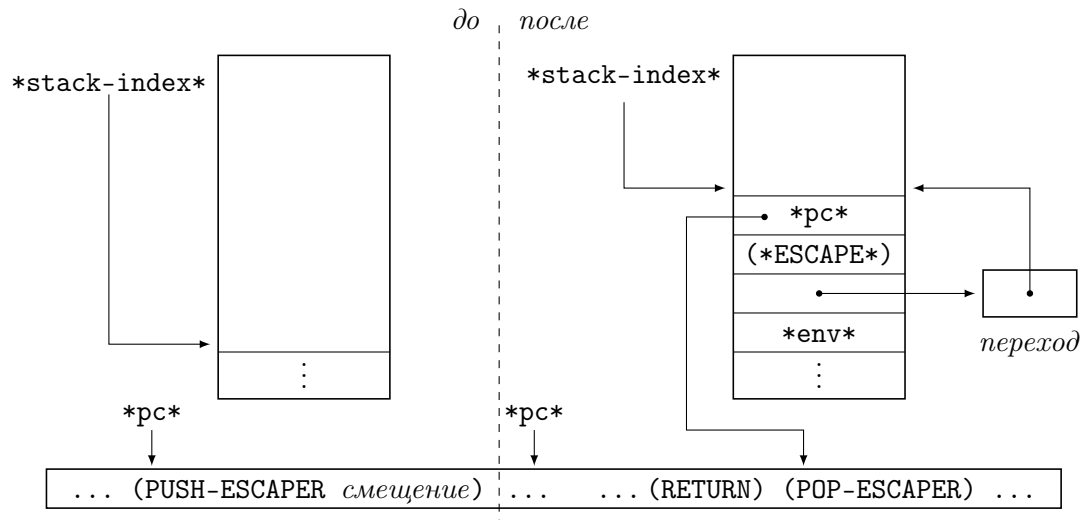 до после
*stack-index* *stack-index*
*pc*
(*ESCAPE*)
*env*
переход
⋮ ⋮
*pc* *pc*
... (PUSH-ESCAPER смещение) ... ... (RETURN) (POP-ESCAPER) ...